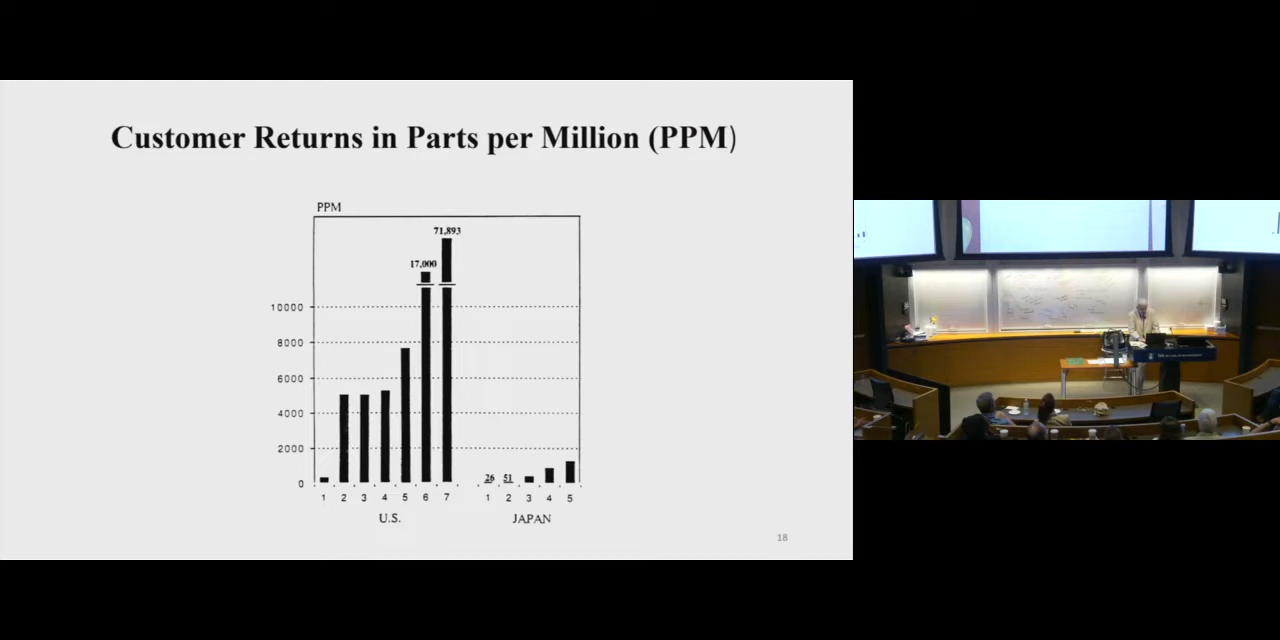 Customer Returns in Parts per Million (PPM)
PPM
71,893
17,000
10000
8000
6000
4000
2000
0
26 51
1 2 3 4 5 6 7 1 2 3 4 5
U.S. JAPAN
18